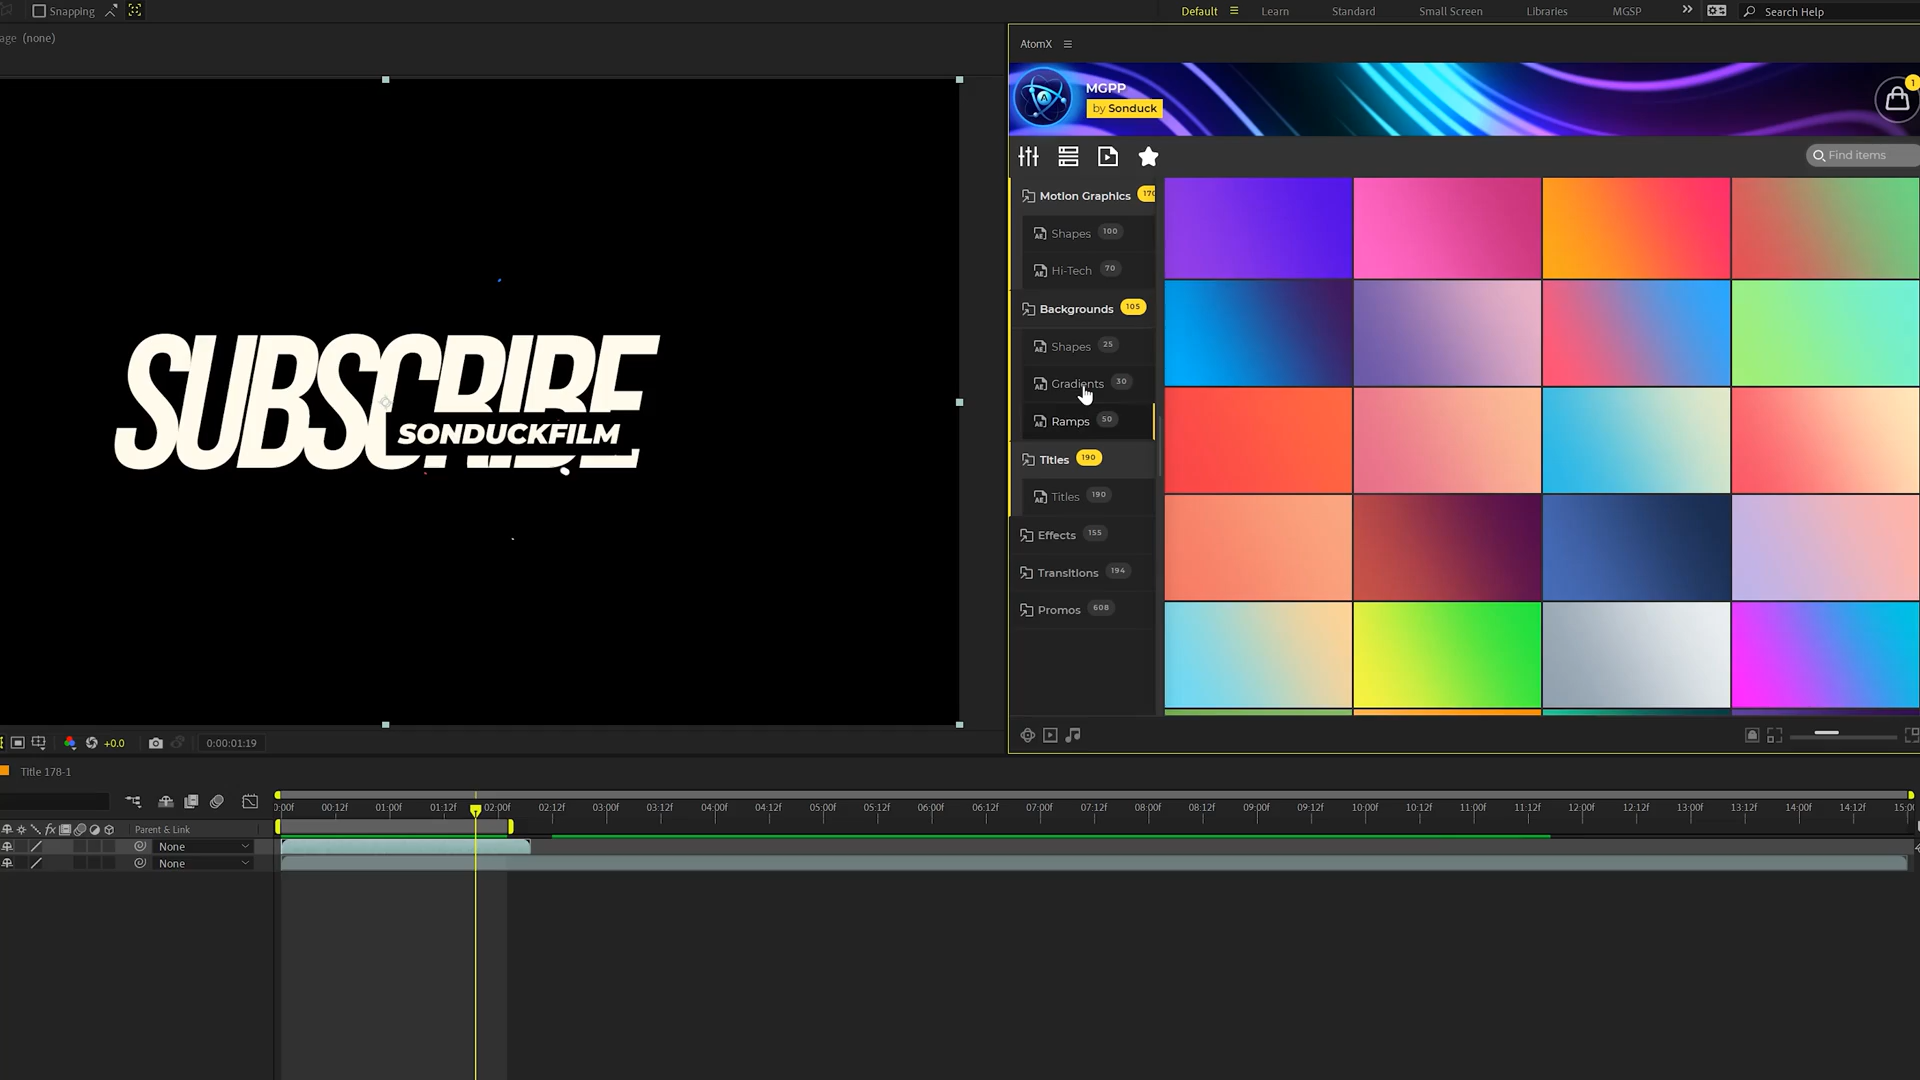 Snapping
Default
Learn
Standard
Small Screen
Libraries
MGSP
Search Help
age (none)
AtomX
MGPP
by Sonduck
1
Find items
Motion Graphics
Shapes 100
Hi-Tech 70
Backgrounds 105
Shapes 25
Gradients 30
Ramps 50
Titles 190
Titles 190
Effects 155
Transitions 194
Promos 608
SUBSCRIBE
SONDUCKFILM
+0.0
0:00:01:19
Title 178-1
0:00f 00:12f 01:00f 01:12f 02:00f 02:12f 03:00f 03:12f 04:00f 04:12f 05:00f 05:12f 06:00f 06:12f 07:00f 07:12f 08:00f 08:12f 09:00f 09:12f 10:00f 10:12f 11:00f 11:12f 12:00f 12:12f 13:00f 13:12f 14:00f 14:12f 15:00
fx Parent & Link
None
None